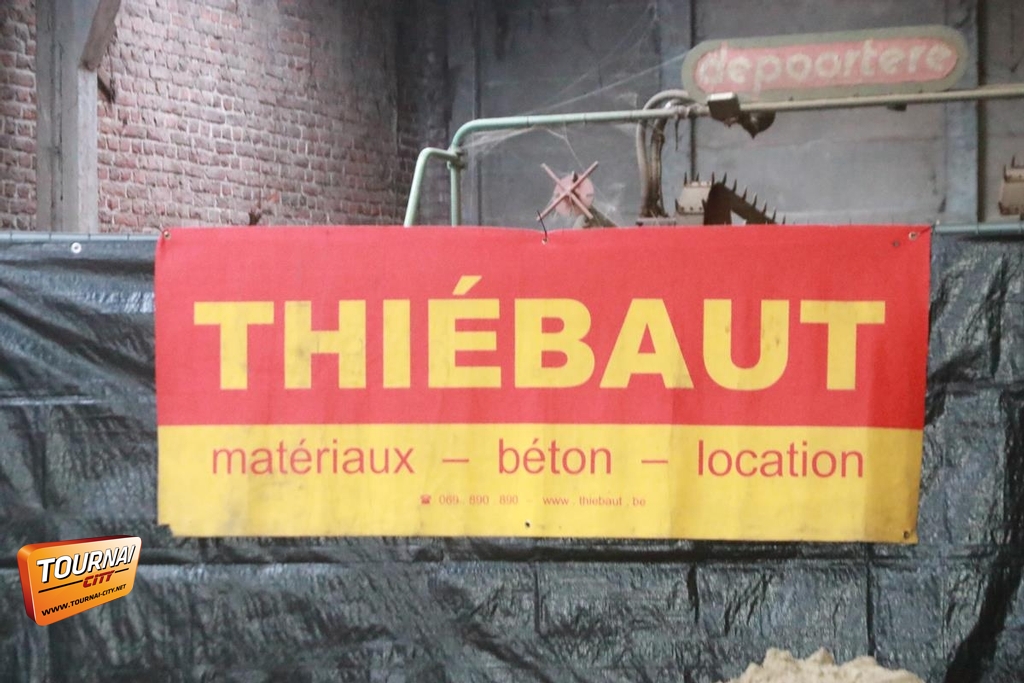 depoortere
THIÉBAUT
matériaux – béton – location
☎ 069 890 890 - www.thiebaut.be
TOURNAI
CITY
WWW.TOURNAI-CITY.NET